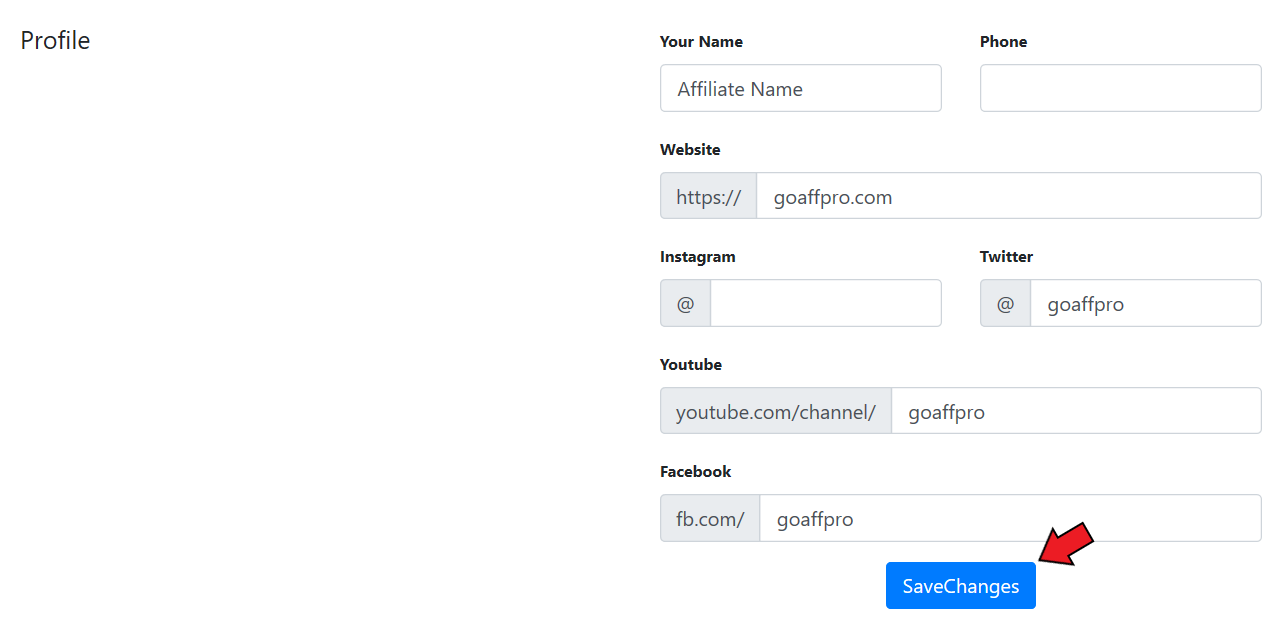 Profile
Your Name Phone
Affiliate Name
Website
https:// goaffpro.com
Instagram Twitter
@ @ goaffpro
Youtube
youtube.com/channel/ goaffpro
Facebook
fb.com/ goaffpro
SaveChanges